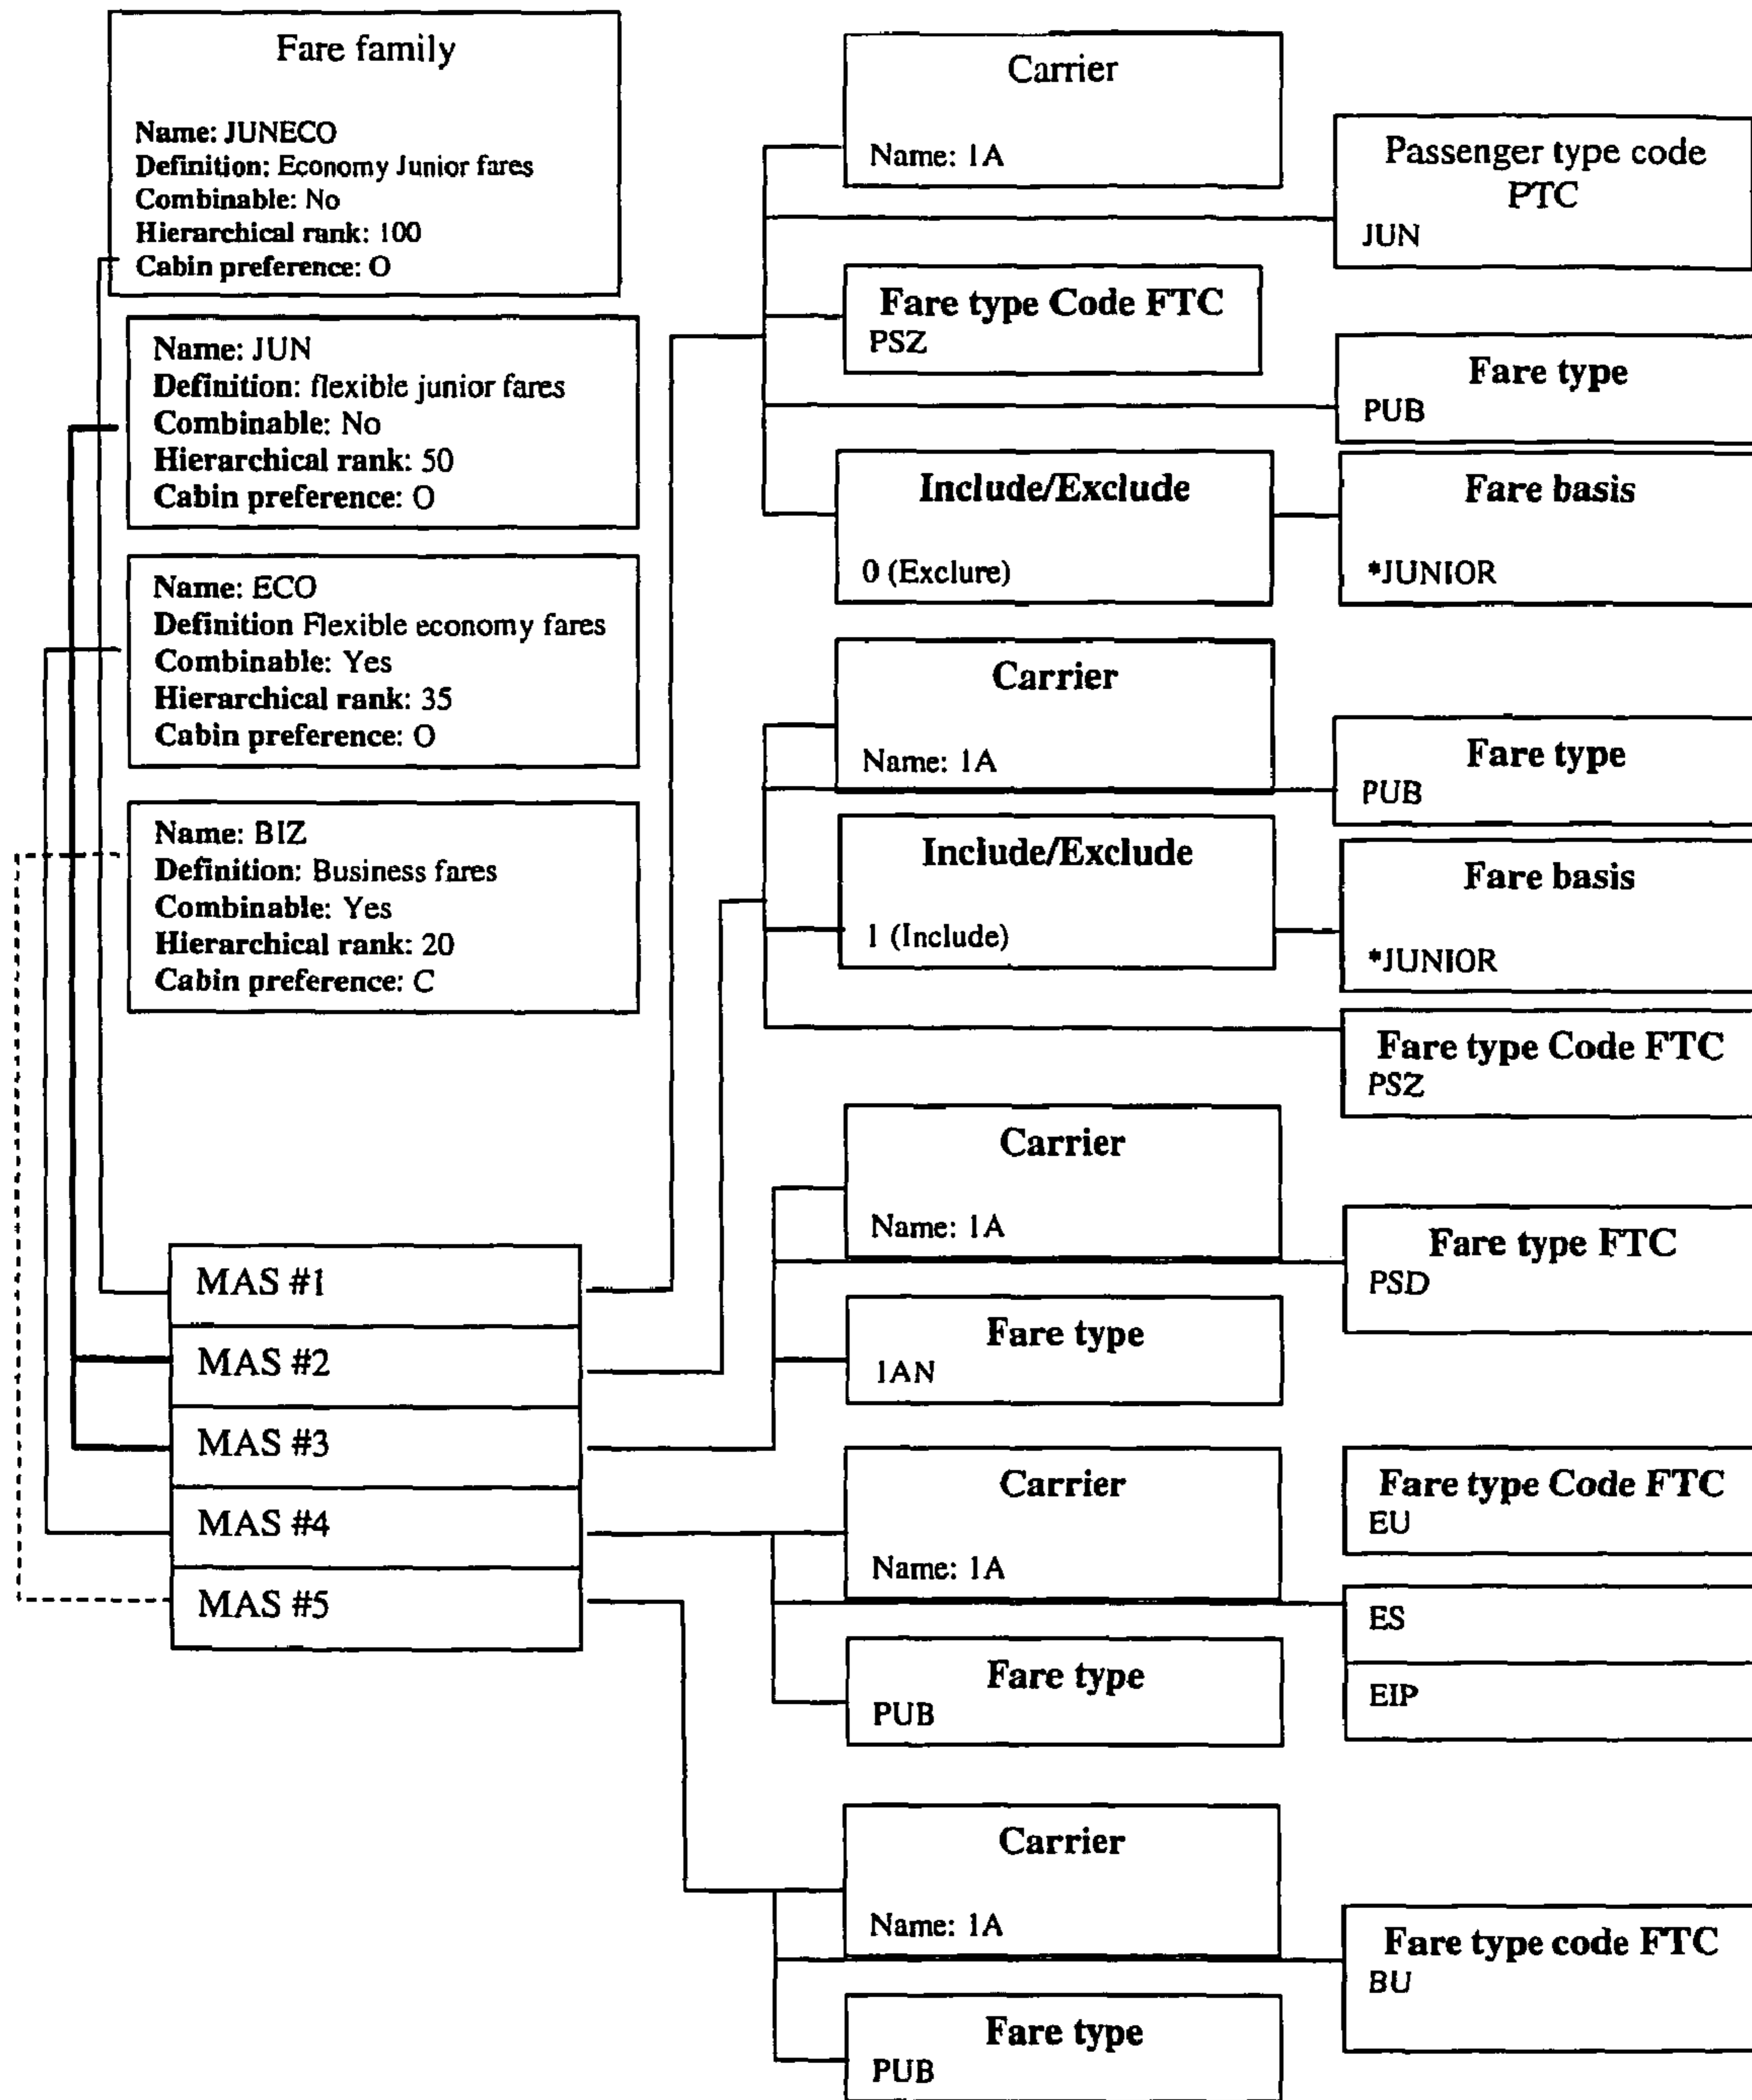 Fare family
Name: JUNECO
Definition: Economy Junior fares
Combinable: No
Hierarchical rank: 100
Cabin preference: O
Name: JUN
Definition: flexible junior fares
Combinable: No
Hierarchical rank: 50
Cabin preference: O
Name: ECO
Definition Flexible economy fares
Combinable: Yes
Hierarchical rank: 35
Cabin preference: O
Name: BIZ
Definition: Business fares
Combinable: Yes
Hierarchical rank: 20
Cabin preference: C
MAS #1
MAS #2
MAS #3
MAS #4
MAS #5
Carrier
Name: 1A
Passenger type code
PTC
JUN
Fare type Code FTC
PSZ
Fare type
PUB
Include/Exclude
0 (Exclure)
Fare basis
*JUNIOR
Carrier
Name: 1A
Fare type
PUB
Include/Exclude
1 (Include)
Fare basis
*JUNIOR
Fare type Code FTC
PSZ
Carrier
Name: 1A
Fare type FTC
PSD
Fare type
1AN
Carrier
Name: 1A
Fare type Code FTC
EU
ES
EIP
Fare type
PUB
Carrier
Name: 1A
Fare type code FTC
BU
Fare type
PUB